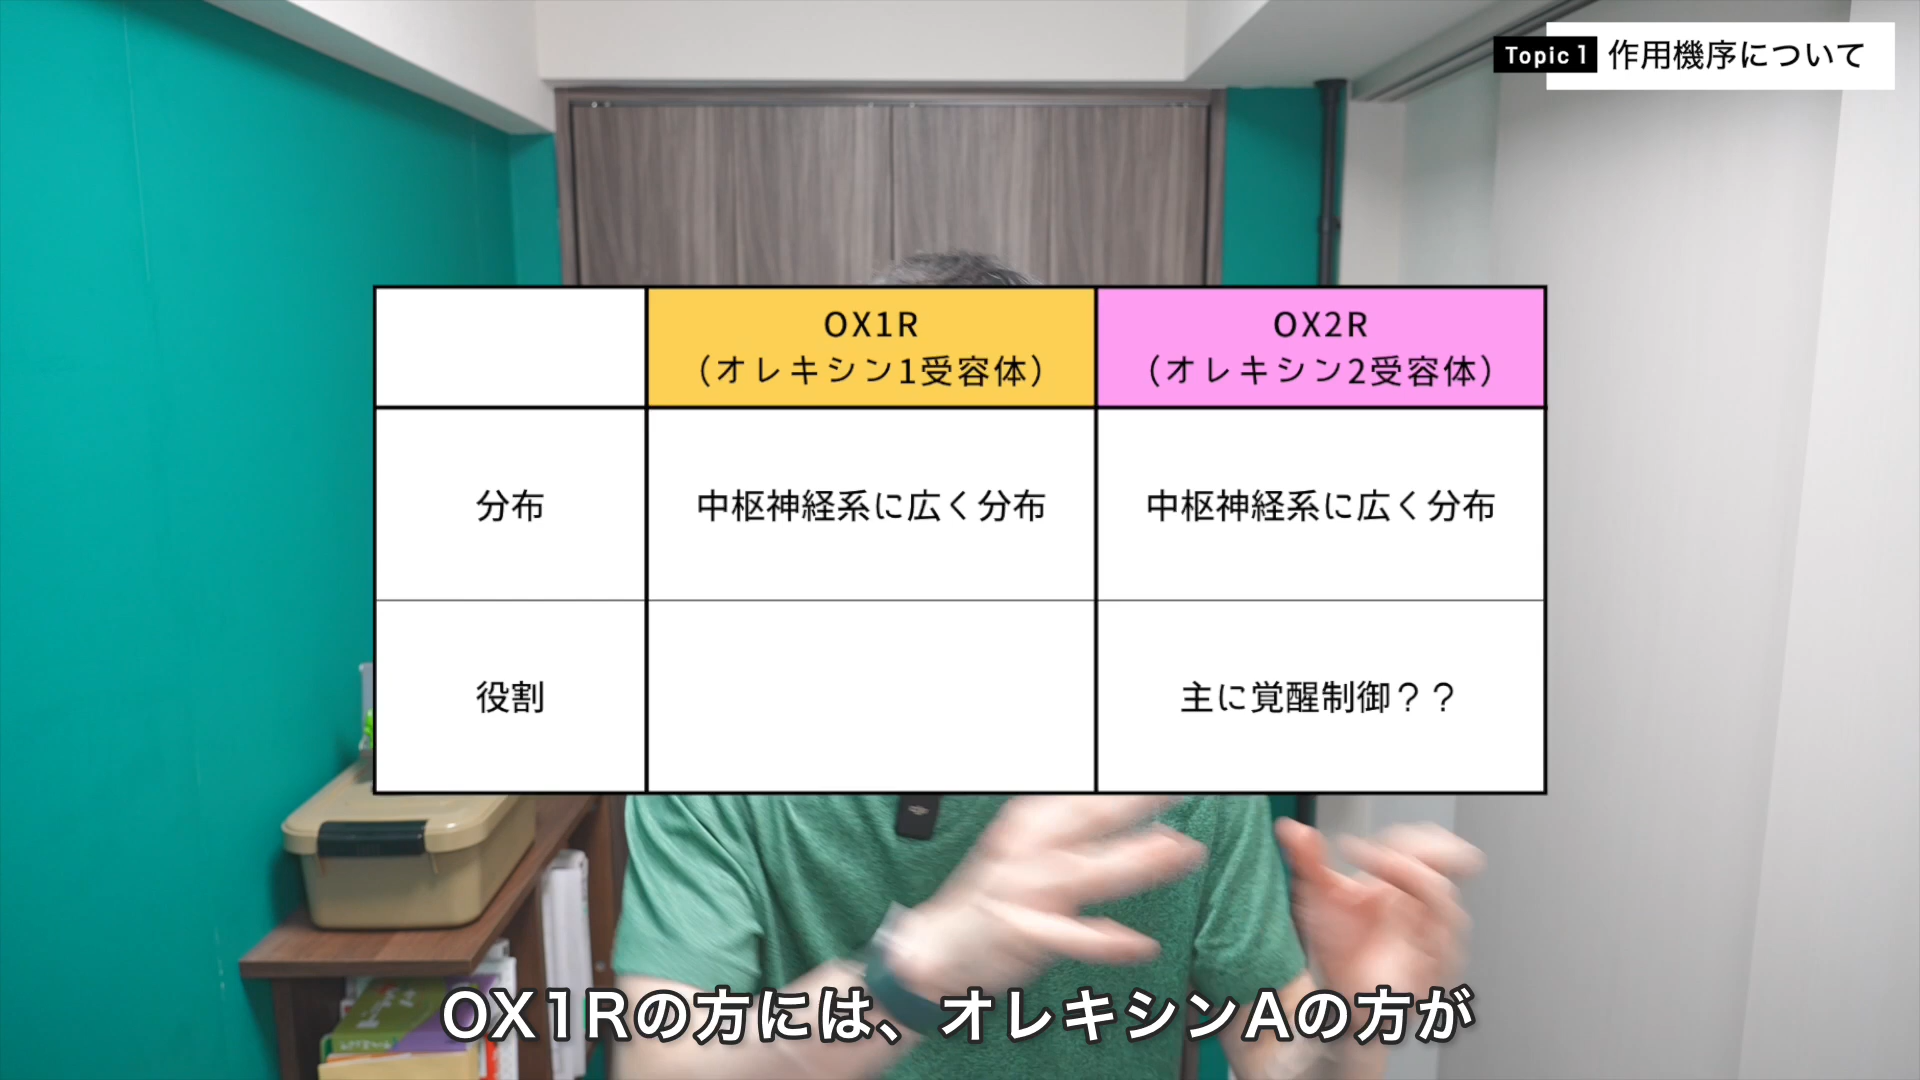 Topic 1 作用機序について
OX1R
（オレキシン1受容体）
OX2R
（オレキシン2受容体）
分布
中枢神経系に広く分布
中枢神経系に広く分布
役割
主に覚醒制御？？
OX1Rの方には、オレキシンAの方が